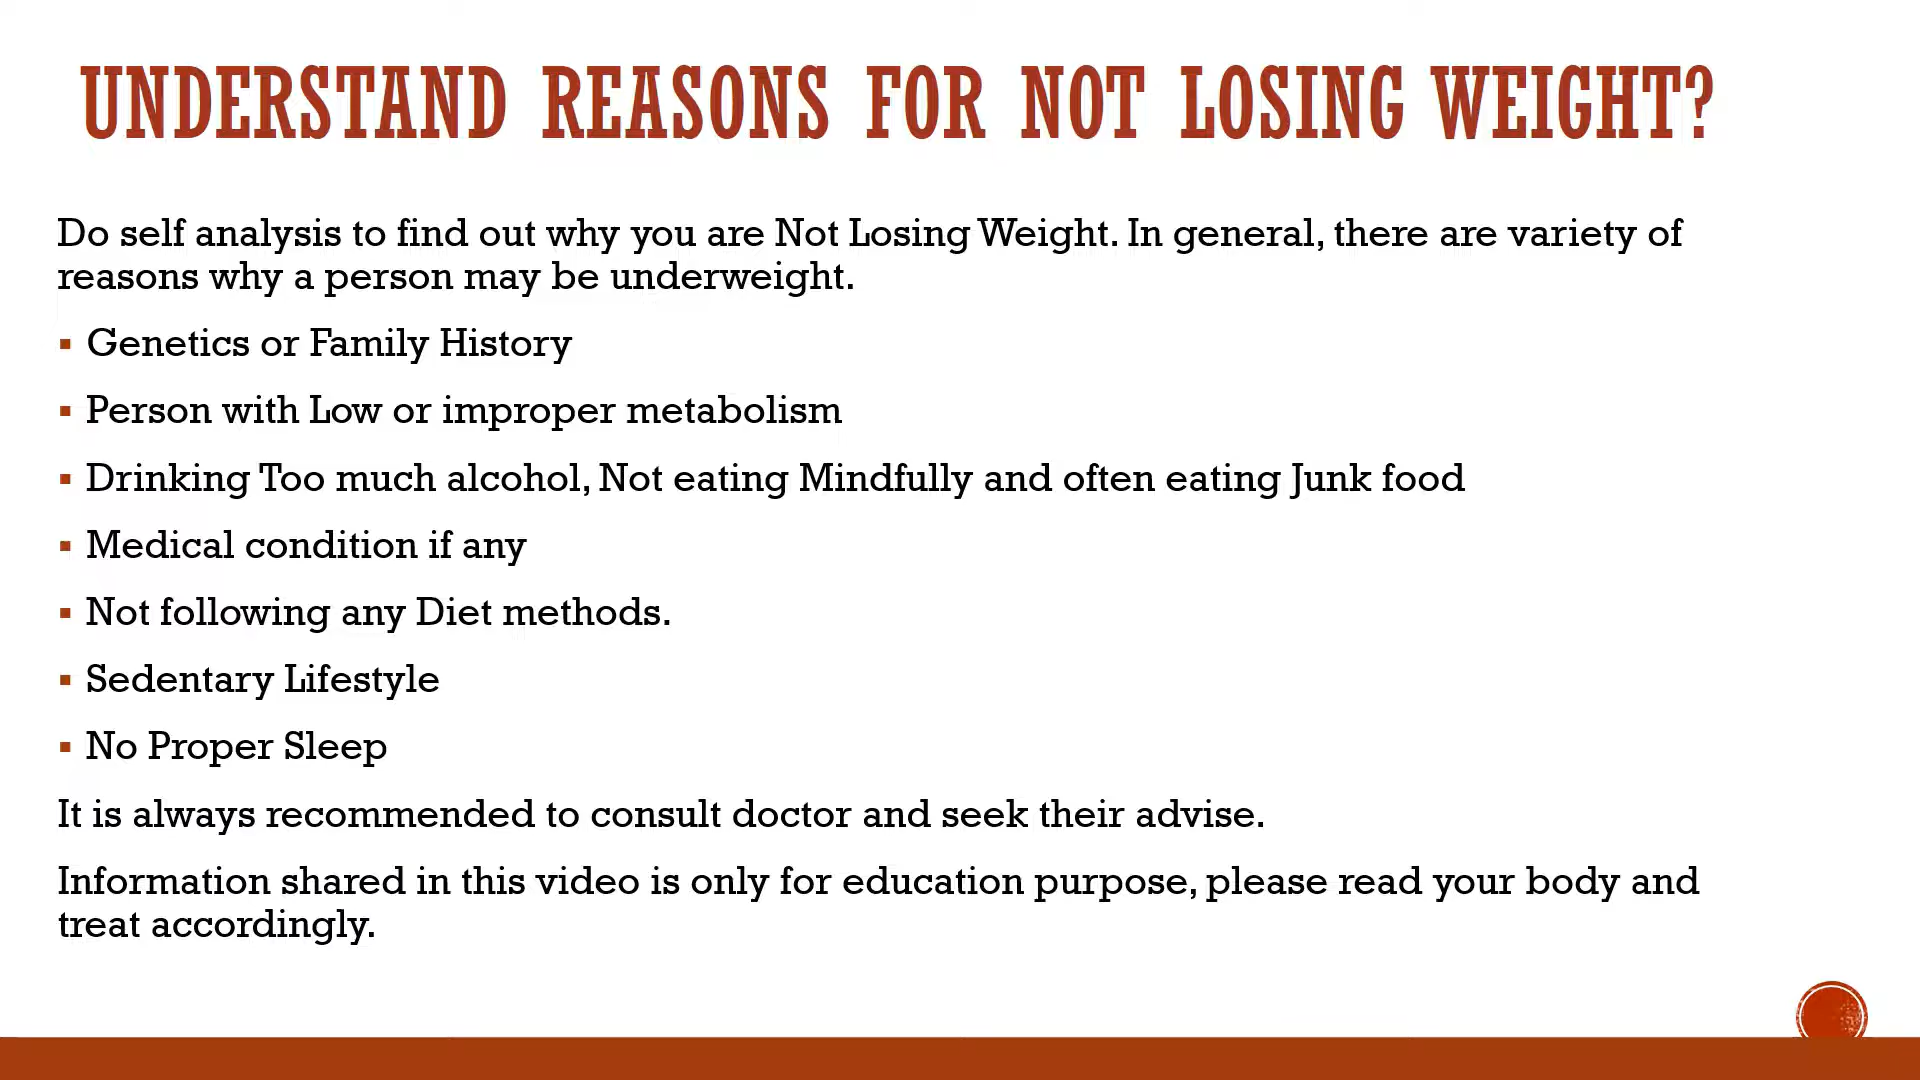 UNDERSTAND REASONS FOR NOT LOSING WEIGHT?
Do self analysis to find out why you are Not Losing Weight. In general, there are variety of
reasons why a person may be underweight.
▪ Genetics or Family History
▪ Person with Low or improper metabolism
▪ Drinking Too much alcohol, Not eating Mindfully and often eating Junk food
▪ Medical condition if any
▪ Not following any Diet methods.
▪ Sedentary Lifestyle
▪ No Proper Sleep
It is always recommended to consult doctor and seek their advise.
Information shared in this video is only for education purpose, please read your body and
treat accordingly.